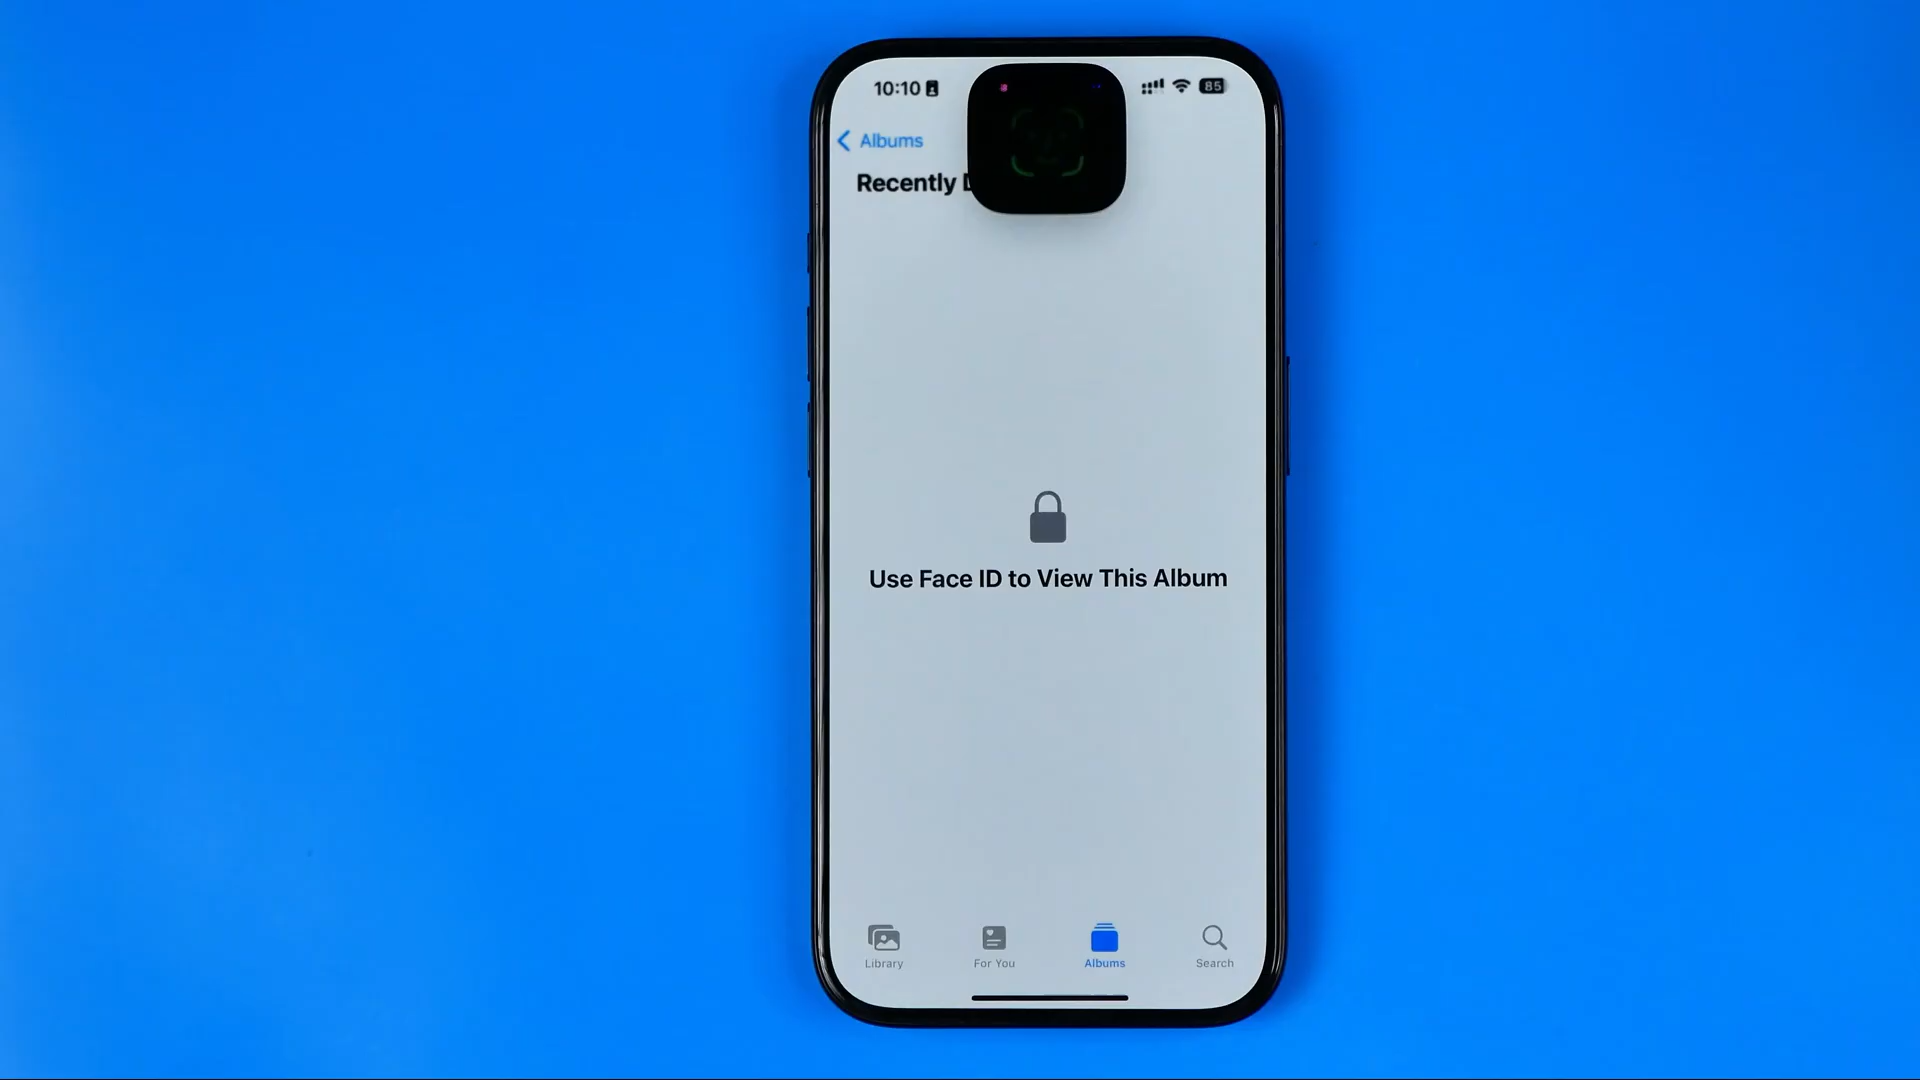 10:10
85
Albums
Recently
Use Face ID to View This Album
Library
For You
Albums
Search